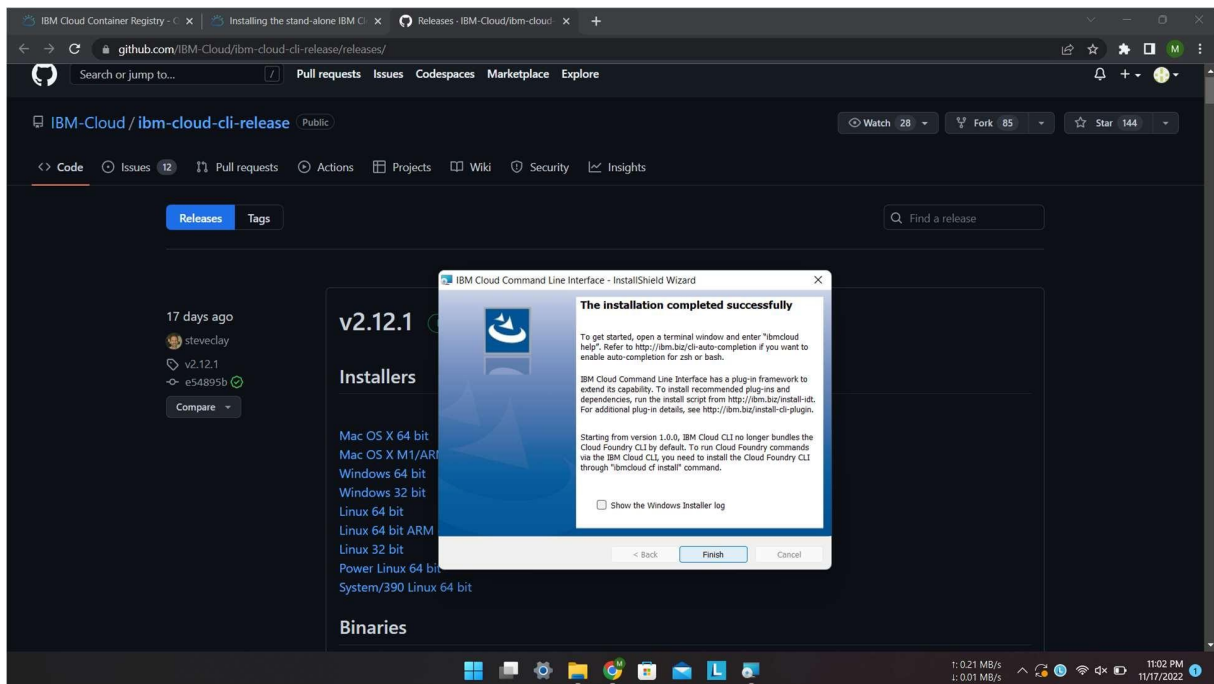 IBM Cloud Container Registry - C
Installing the stand-alone IBM Cl
Releases · IBM-Cloud/ibm-cloud-
github.com/IBM-Cloud/ibm-cloud-cli-release/releases/
M
Search or jump to...
/
Pull requests Issues Codespaces Marketplace Explore
IBM-Cloud / ibm-cloud-cli-release Public
Watch 28
Fork 85
Star 144
<> Code
Issues 12
Pull requests
Actions
Projects
Wiki
Security
Insights
Releases Tags
Find a release
17 days ago
steveclay
v2.12.1
e54895b
Compare
v2.12.1
Installers
Mac OS X 64 bit
Mac OS X M1/ARM
Windows 64 bit
Windows 32 bit
Linux 64 bit
Linux 64 bit ARM
Linux 32 bit
Power Linux 64 bit
System/390 Linux 64 bit
Binaries
IBM Cloud Command Line Interface - InstallShield Wizard
The installation completed successfully
To get started, open a terminal window and enter "ibmcloud
help". Refer to http://ibm.biz/cli-auto-completion if you want to
enable auto-completion for zsh or bash.
IBM Cloud Command Line Interface has a plug-in framework to
extend its capability. To install recommended plug-ins and
dependencies, run the install script from http://ibm.biz/install-idt.
For additional plug-in details, see http://ibm.biz/install-cli-plugin.
Starting from version 1.0.0, IBM Cloud CLI no longer bundles the
Cloud Foundry CLI by default. To run Cloud Foundry commands
via the IBM Cloud CLI, you need to install the Cloud Foundry CLI
through "ibmcloud cf install" command.
Show the Windows Installer log
< Back
Finish
Cancel
L
↑: 0.21 MB/s
↓: 0.01 MB/s
11:02 PM
11/17/2022
1